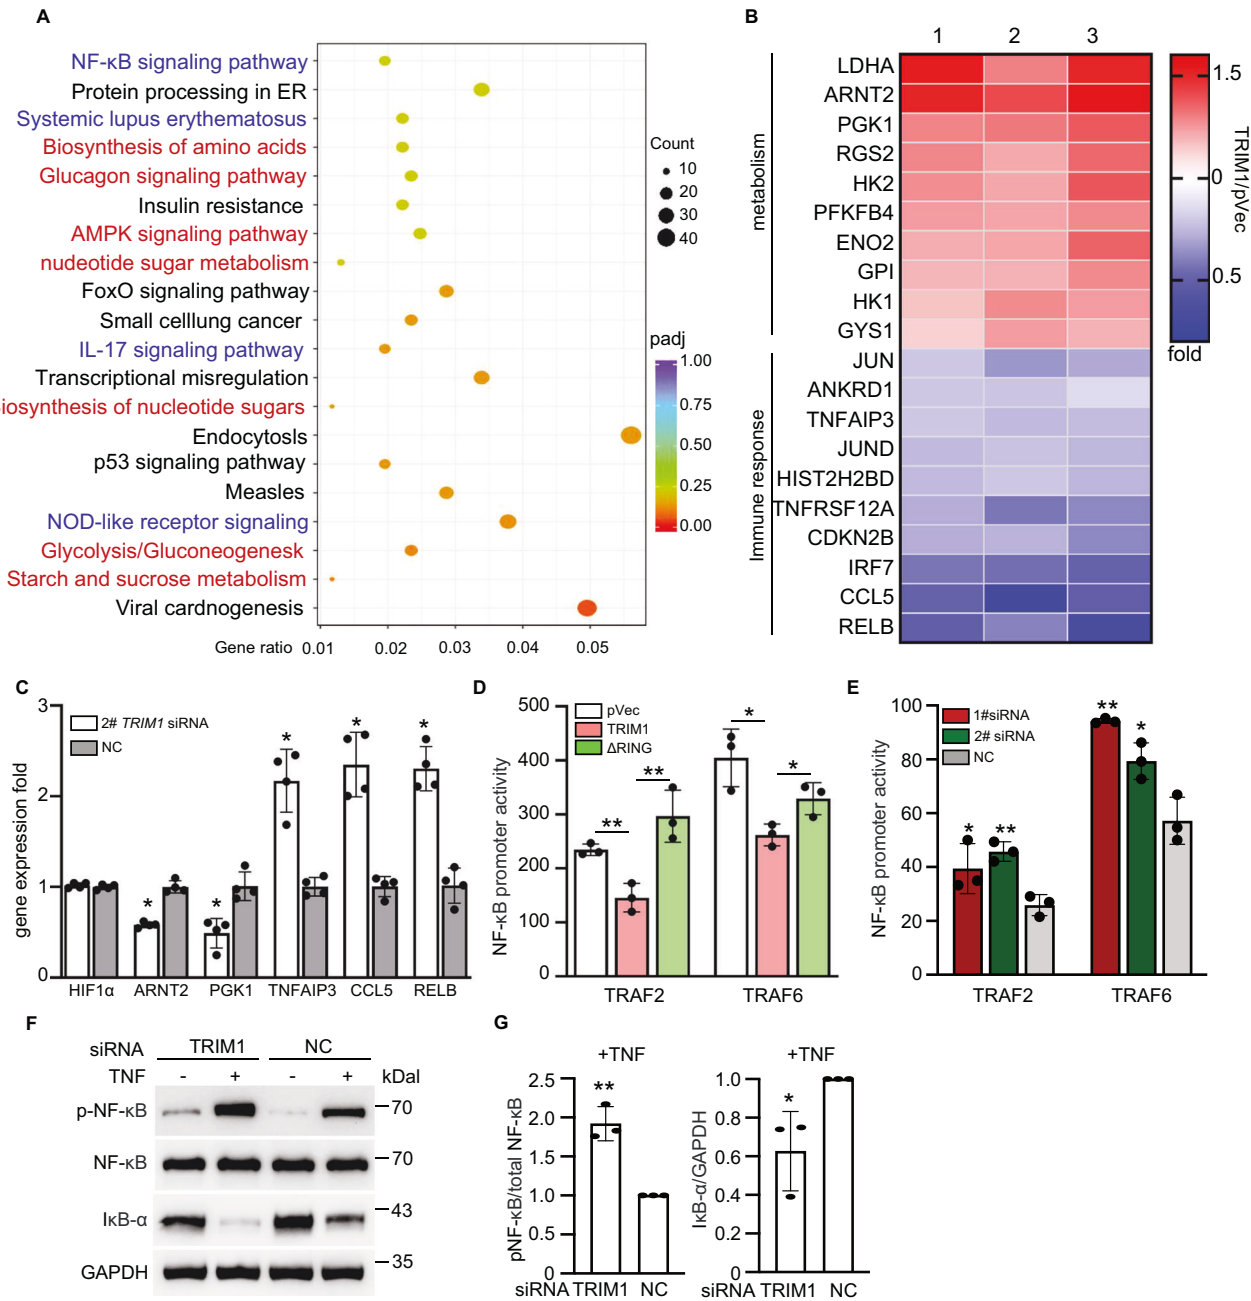 A
NF-κB signaling pathway
Protein processing in ER
Systemic lupus erythematosus
Biosynthesis of amino acids
Glucagon signaling pathway
Insulin resistance
AMPK signaling pathway
nudeotide sugar metabolism
FoxO signaling pathway
Small celllung cancer
IL-17 signaling pathway
Transcriptional misregulation
iosynthesis of nucleotide sugars
Endocytosls
p53 signaling pathway
Measles
NOD-like receptor signaling
Glycolysis/Gluconeogenesk
Starch and sucrose metabolism
Viral cardnogenesis
Gene ratio 0.01 0.02 0.03 0.04 0.05
Count
10
20
30
40
padj
1.00
0.75
0.50
0.25
0.00
B
1 2 3
metabolism
LDHA
ARNT2
PGK1
RGS2
HK2
PFKFB4
ENO2
GPI
HK1
GYS1
Immune response
JUN
ANKRD1
TNFAIP3
JUND
HIST2H2BD
TNFRSF12A
CDKN2B
IRF7
CCL5
RELB
1.5
0
0.5
TRIM1/pVec
fold
C
gene expression fold
3
2
1
0
2# TRIM1 siRNA
NC
* * * * *
HIF1α ARNT2 PGK1 TNFAIP3 CCL5 RELB
D
NF-κB promoter activity
500
400
300
200
100
0
pVec
TRIM1
ΔRING
** ** * *
TRAF2 TRAF6
E
NF-κB promoter activity
100
80
60
40
20
0
1#siRNA
2# siRNA
NC
* ** ** *
TRAF2 TRAF6
F
siRNA TRIM1 NC
TNF - + - + kDal
p-NF-κB 70
NF-κB 70
IκB-α 43
GAPDH 35
G
+TNF
pNF-κB/total NF-κB
2.5
2.0
1.5
1.0
0.5
0
**
siRNA TRIM1 NC
+TNF
IκB-α/GAPDH
1.0
0.8
0.6
0.4
0.2
0
*
siRNA TRIM1 NC